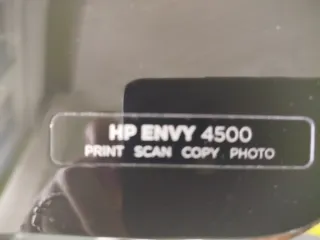 HP ENVY 4500
PRINT SCAN COPY PHOTO